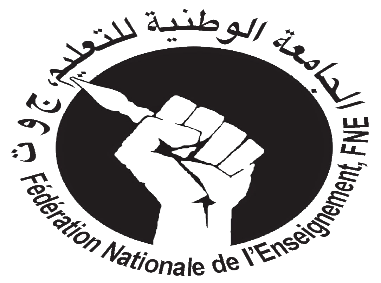 الجامعة الوطنية للتعليم، ج و ت
Fédération Nationale de l'Enseignement, FNE